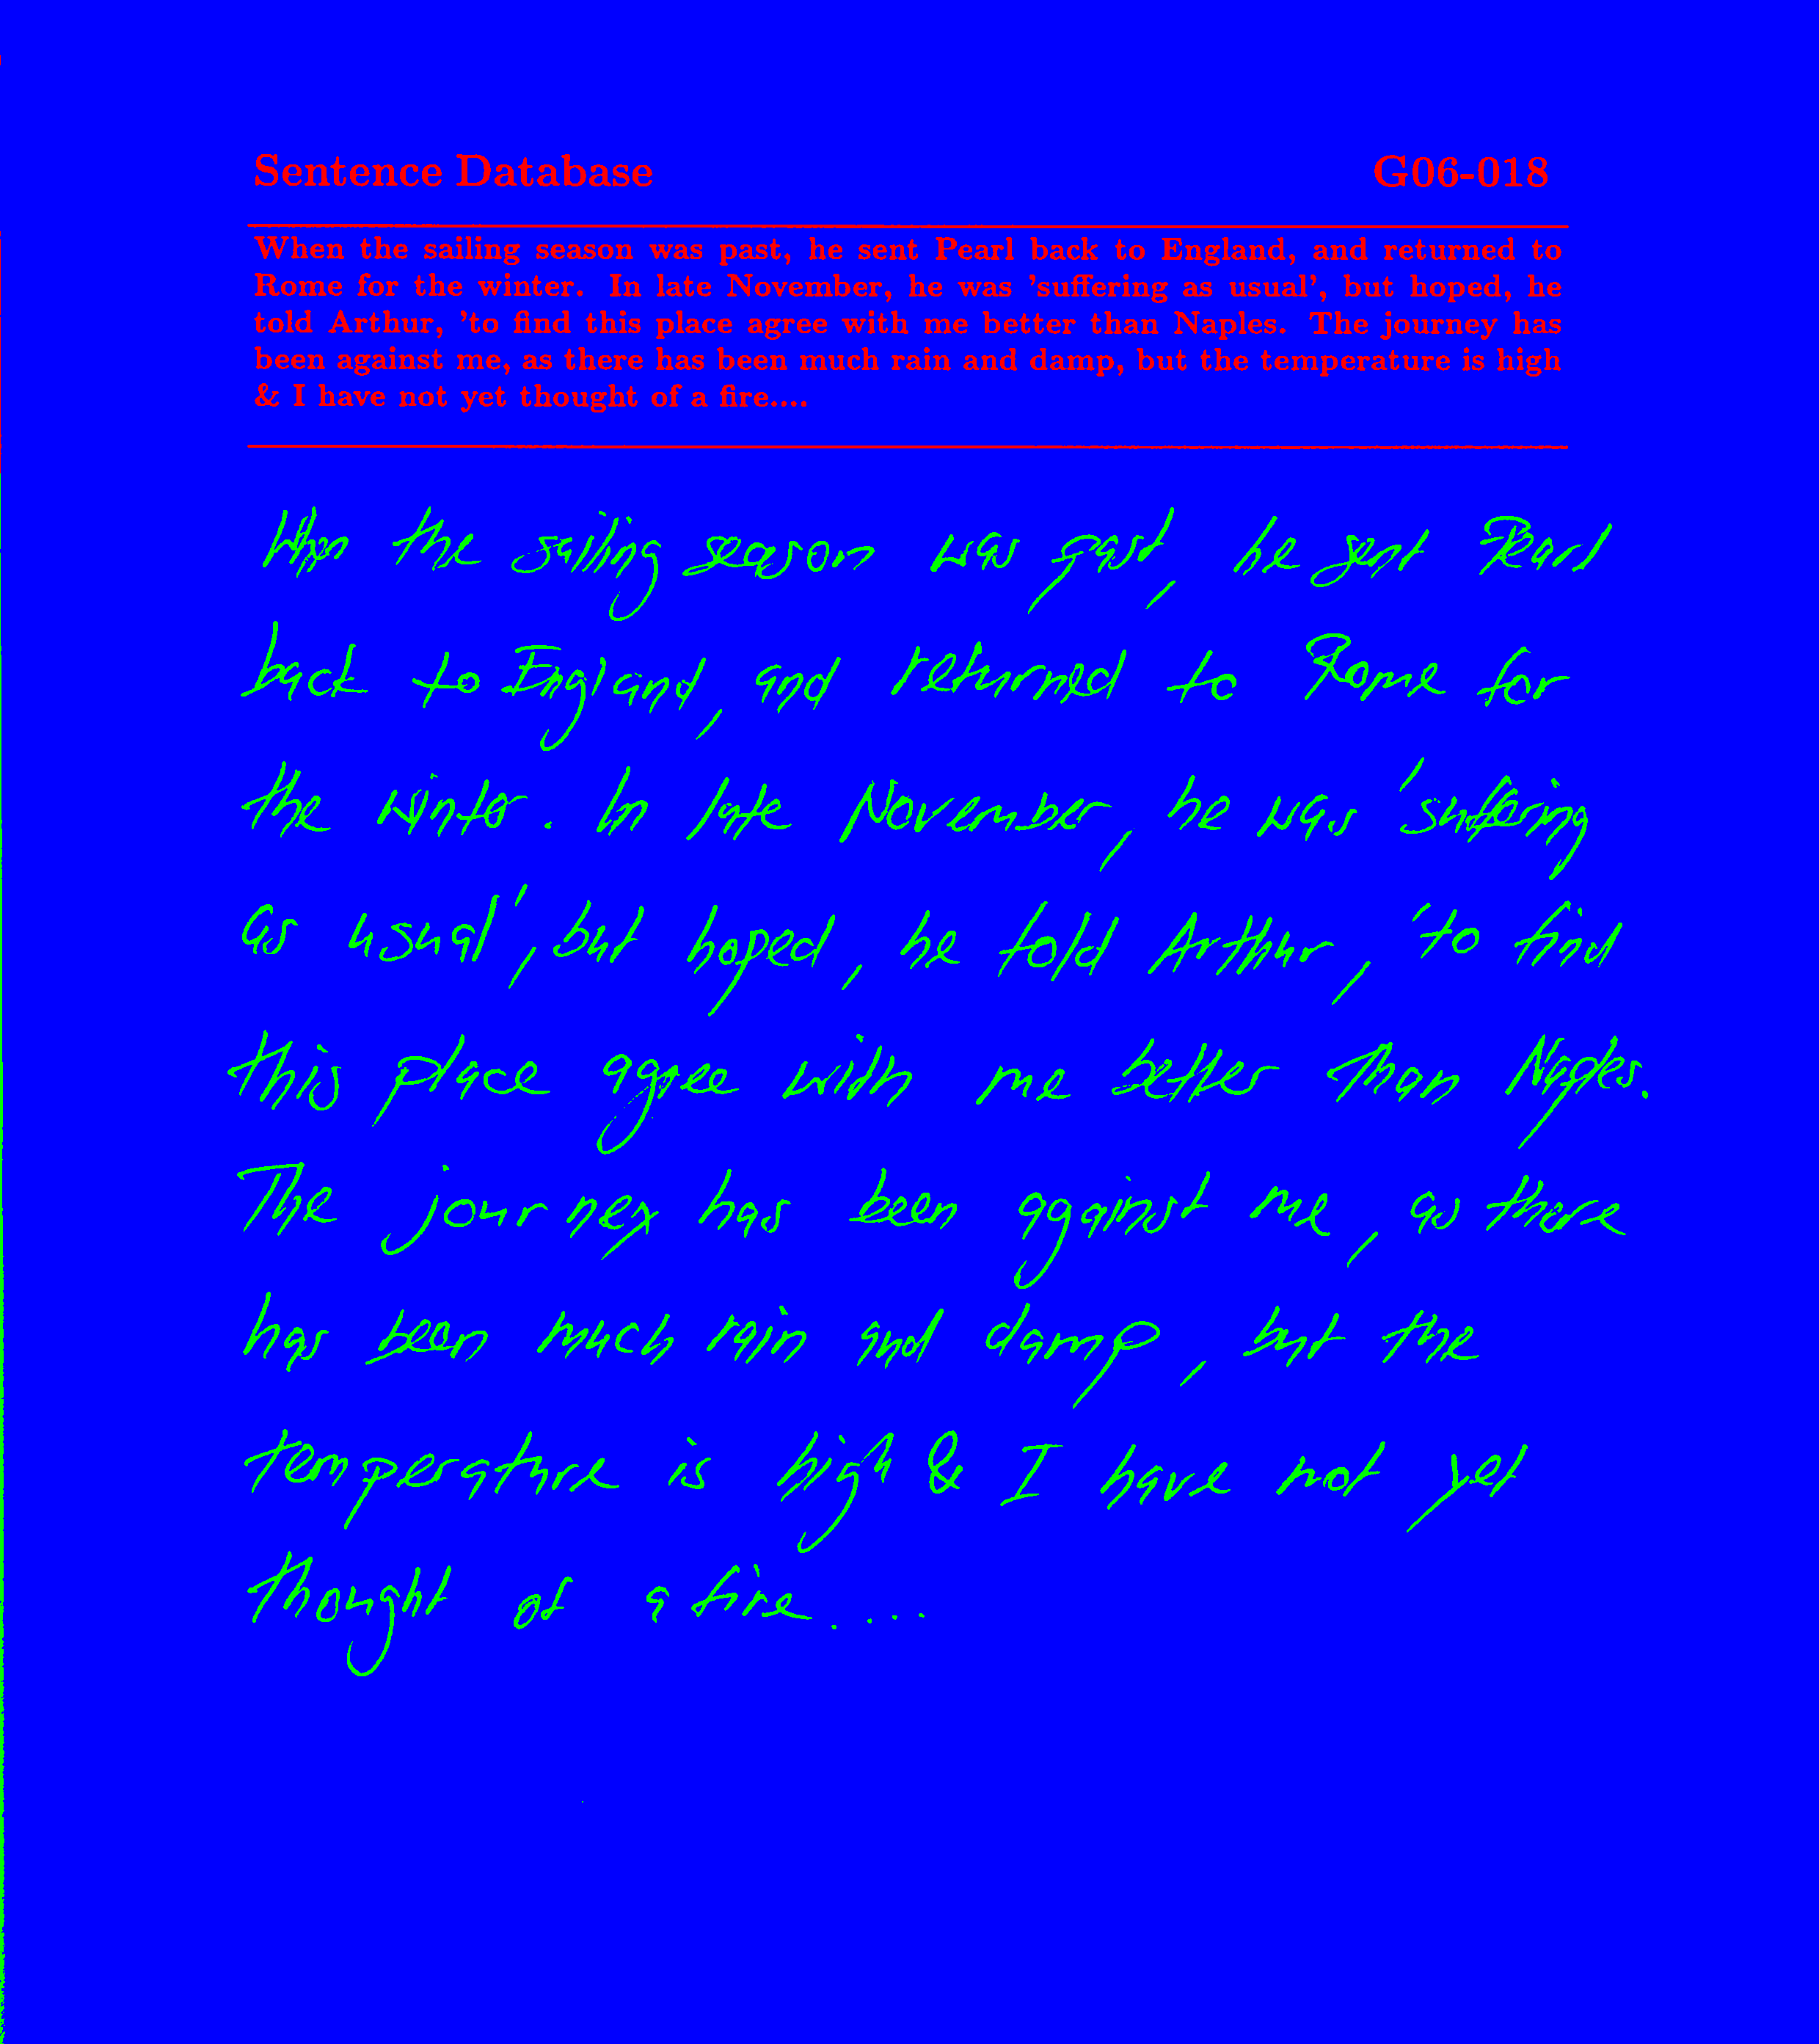 Sentence Database G06-018
When the sailing season was past, he sent Pearl back to England, and returned to
Rome for the winter. In late November, he was 'suffering as usual', but hoped, he
told Arthur, 'to find this place agree with me better than Naples. The journey has
been against me, as there has been much rain and damp, but the temperature is high
& I have not yet thought of a fire....
When the sailing season was past, he sent Pearl
back to England, and returned to Rome for
the winter. In late November, he was 'suffering
as usual', but hoped, he told Arthur, 'to find
this place agree with me better than Naples.
The journey has been against me, as there
has been much rain and damp, but the
temperature is high & I have not yet
thought of a fire....